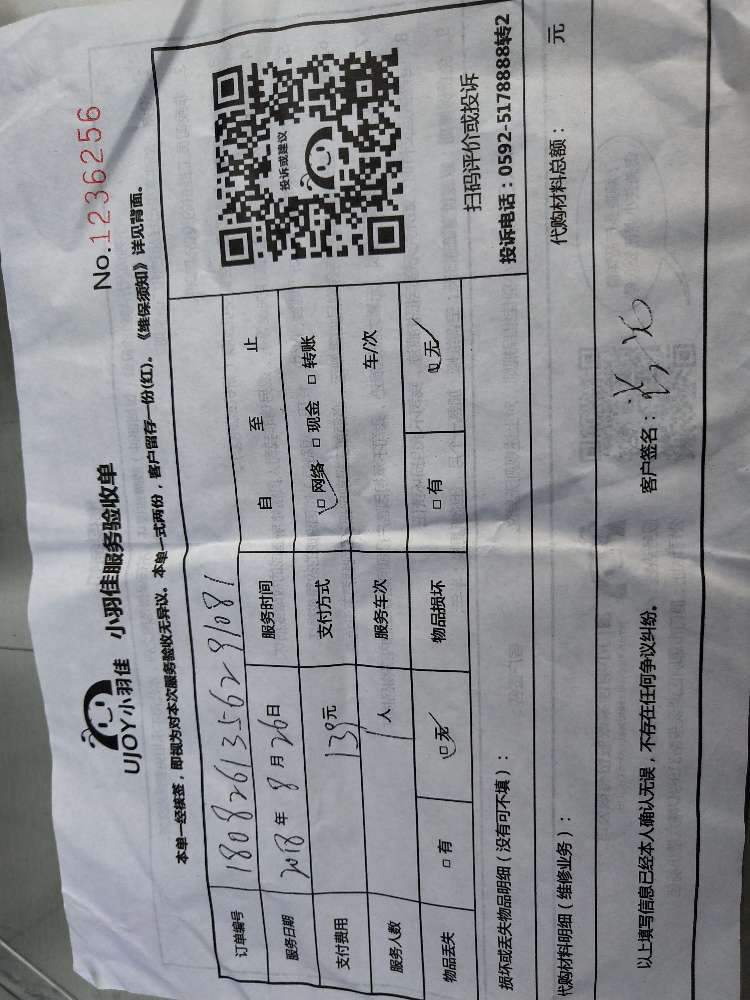 UJOY小羽佳 小羽佳服务验收单
No.1236256
本单一经接签，即视为对本次服务验收无异议。本单一式两份，客户留存一份(红)。《维保须知》详见背面。
订单编号 1808261356291081
服务日期 2018年 8月 26日 服务时间 自 至 止
支付费用 139元 支付方式 □网络 □现金 □转账
服务人数 1人 服务车次 车/次
物品丢失 □有 □无 物品损坏 □有 □无
投诉或建议
扫码评价或投诉
投诉电话：0592-5178888转2
损坏或丢失物品明细（没有可不填）：
代购材料明细（维修业务）： 代购材料总额： 元
以上填写信息已经本人确认无误，不存在任何争议纠纷。 客户签名：